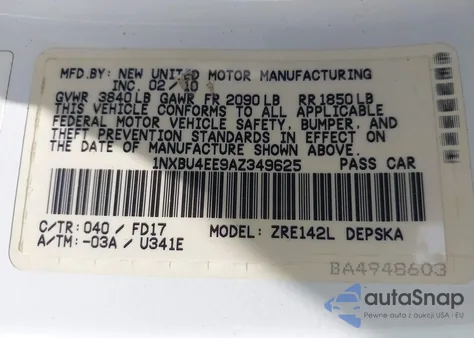 MFD.BY: NEW UNITED MOTOR MANUFACTURING
INC. 02/10
GVWR 3640LB GAWR FR 2090LB RR1850LB
THIS VEHICLE CONFORMS TO ALL APPLICABLE
FEDERAL MOTOR VEHICLE SAFETY, BUMPER, AND
THEFT PREVENTION STANDARDS IN EFFECT ON
THE DATE OF MANUFACTURE SHOWN ABOVE.
1NXBU4EE9AZ349625 PASS CAR
C/TR: 040 / FD17 MODEL: ZRE142L DEPSKA
A/TM: -03A / U341E
BA4948603
autoSnap
Pewne auta z aukcji USA i EU